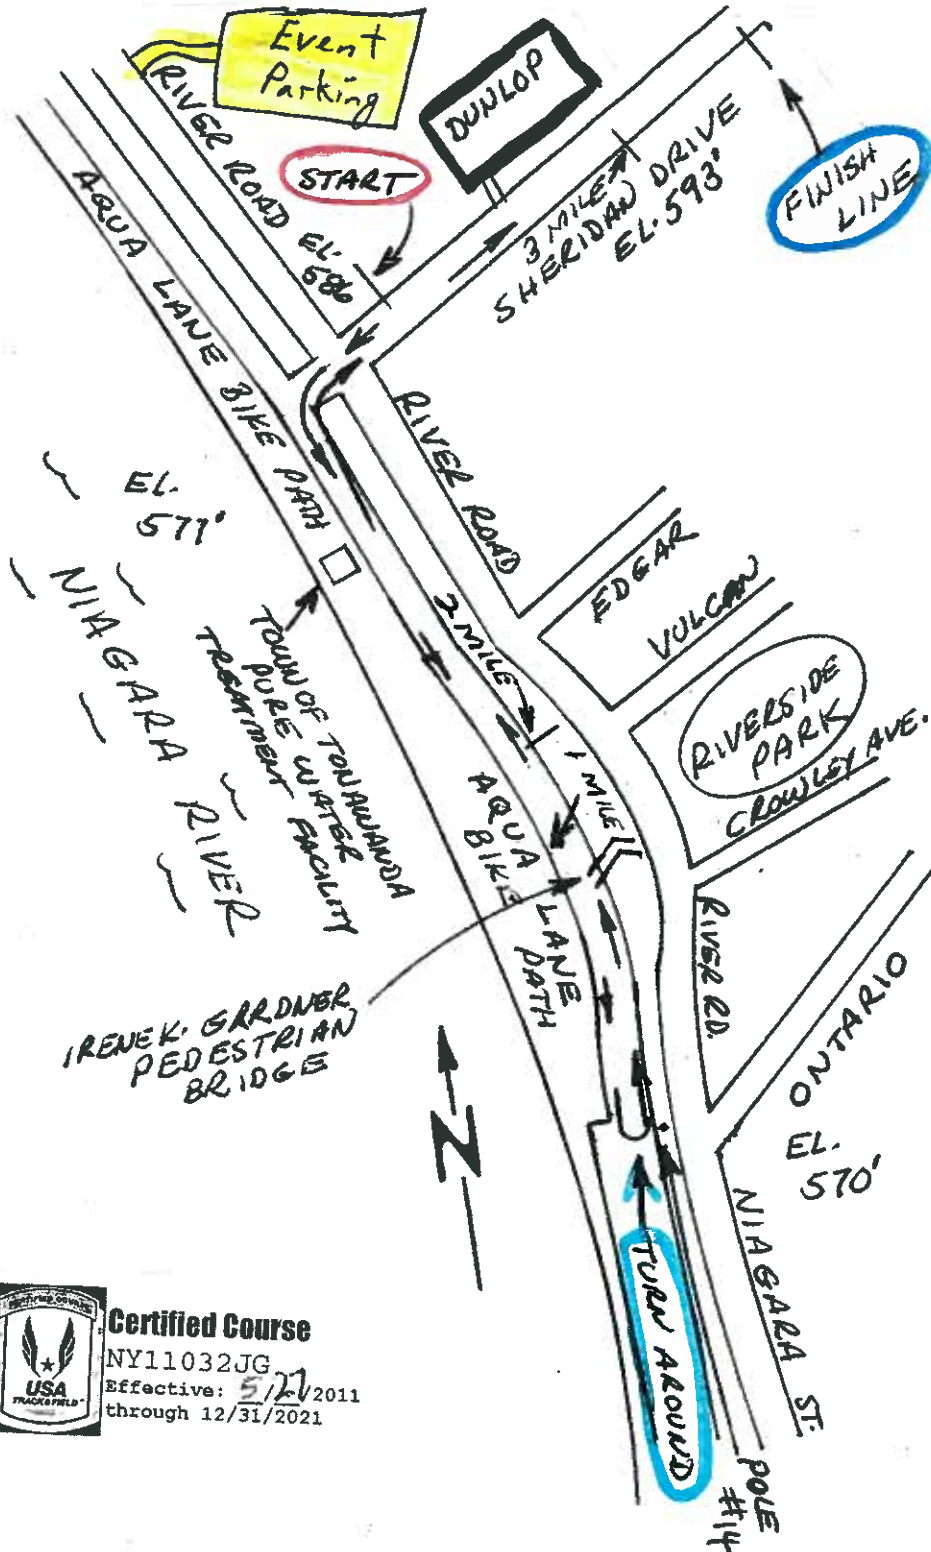 Event
Parking
RIVER ROAD EL.
586
START
DUNLOP
3 MILE
SHERIDAN DRIVE
EL. 593'
FINISH
LINE
AQUA LANE BIKE PATH
RIVER ROAD
EL.
571'
NIAGARA RIVER
TOWN OF TONAWANDA
PURE WATER
TREATMENT FACILITY
2 MILE
EDGAR
VULCAN
RIVERSIDE
PARK
CROWLEY AVE.
1 MILE
AQUA LANE
BIKE PATH
RIVER RD.
ONTARIO
EL.
570'
IRENE K. GARDNER
PEDESTRIAN
BRIDGE
N
NIAGARA ST.
TURN AROUND
POLE
#14
USA
TRACK & FIELD
Certified Course
NY11032JG
Effective: 5/27/2011
through 12/31/2021